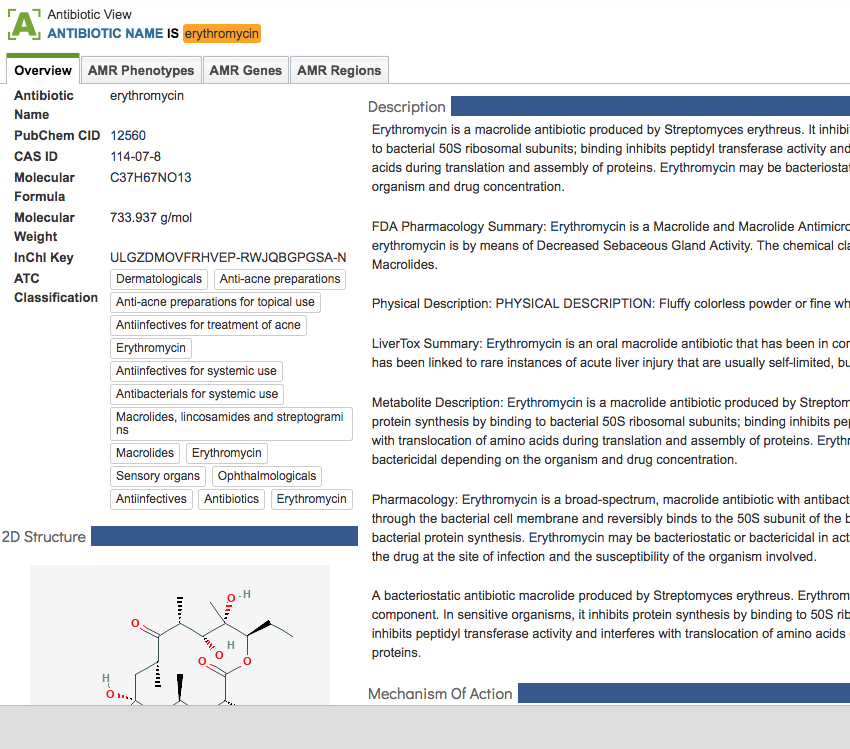 Antibiotic View
ANTIBIOTIC NAME IS erythromycin
Overview
AMR Phenotypes
AMR Genes
AMR Regions
Antibiotic Name
erythromycin
PubChem CID
12560
CAS ID
114-07-8
Molecular Formula
C37H67NO13
Molecular Weight
733.937 g/mol
InChI Key
ULGZDMOVFRHVEP-RWJQBGPGSA-N
ATC Classification
Dermatologicals
Anti-acne preparations
Anti-acne preparations for topical use
Antiinfectives for treatment of acne
Erythromycin
Antiinfectives for systemic use
Antibacterials for systemic use
Macrolides, lincosamides and streptogrami
ns
Macrolides
Erythromycin
Sensory organs
Ophthalmologicals
Antiinfectives
Antibiotics
Erythromycin
2D Structure
O
H
O
H
O
O
O
H
O
Description
Erythromycin is a macrolide antibiotic produced by Streptomyces erythreus. It inhibi
to bacterial 50S ribosomal subunits; binding inhibits peptidyl transferase activity and
acids during translation and assembly of proteins. Erythromycin may be bacteriostat
organism and drug concentration.
FDA Pharmacology Summary: Erythromycin is a Macrolide and Macrolide Antimicro
erythromycin is by means of Decreased Sebaceous Gland Activity. The chemical cla
Macrolides.
Physical Description: PHYSICAL DESCRIPTION: Fluffy colorless powder or fine wh
LiverTox Summary: Erythromycin is an oral macrolide antibiotic that has been in cor
has been linked to rare instances of acute liver injury that are usually self-limited, bu
Metabolite Description: Erythromycin is a macrolide antibiotic produced by Streptom
protein synthesis by binding to bacterial 50S ribosomal subunits; binding inhibits pep
with translocation of amino acids during translation and assembly of proteins. Erythr
bactericidal depending on the organism and drug concentration.
Pharmacology: Erythromycin is a broad-spectrum, macrolide antibiotic with antibact
through the bacterial cell membrane and reversibly binds to the 50S subunit of the b
bacterial protein synthesis. Erythromycin may be bacteriostatic or bactericidal in act
the drug at the site of infection and the susceptibility of the organism involved.
A bacteriostatic antibiotic macrolide produced by Streptomyces erythreus. Erythrom
component. In sensitive organisms, it inhibits protein synthesis by binding to 50S rib
inhibits peptidyl transferase activity and interferes with translocation of amino acids
proteins.
Mechanism Of Action